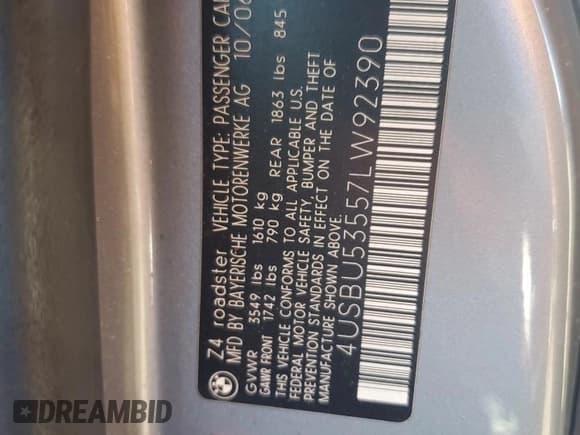 Z4 roadster VEHICLE TYPE: PASSENGER CAR
MFD BY BAYERISCHE MOTORENWERKE AG 10/06
GVWR 3549 lbs 1610 kg
GAWR FRONT 1742 lbs 790 kg REAR 1863 lbs 845
THIS VEHICLE CONFORMS TO ALL APPLICABLE U.S.
FEDERAL MOTOR VEHICLE SAFETY, BUMPER AND THEFT
PREVENTION STANDARDS IN EFFECT ON THE DATE OF
MANUFACTURE SHOWN ABOVE.
4USBU53557LW92390
DREAMBID